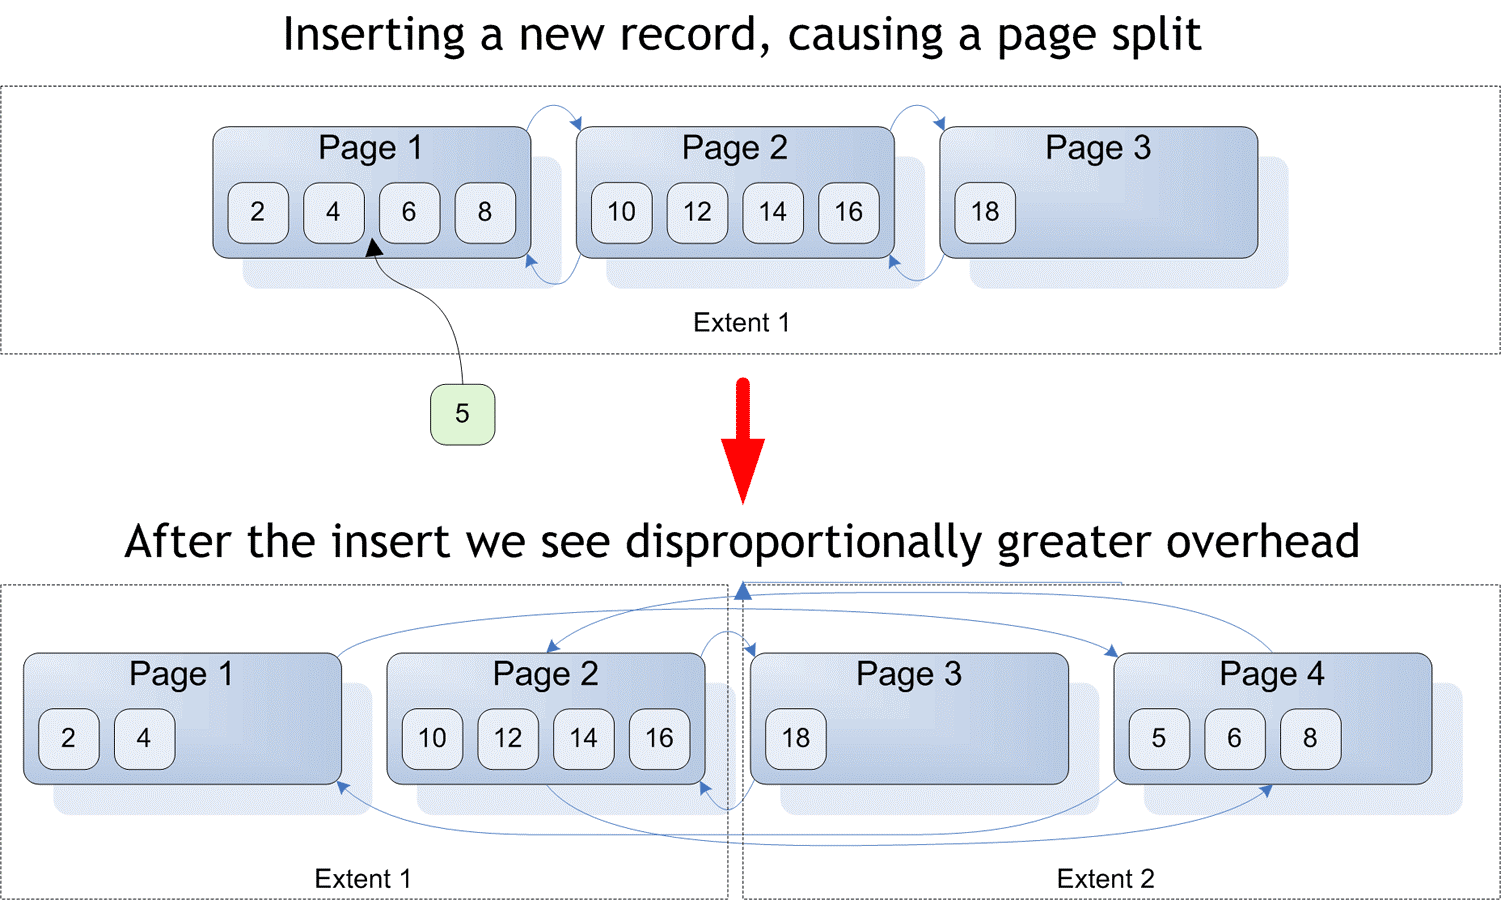 Inserting a new record, causing a page split
Page 1 Page 2 Page 3
2 4 6 8 10 12 14 16 18
Extent 1
5
After the insert we see disproportionally greater overhead
Page 1 Page 2 Page 3 Page 4
2 4 10 12 14 16 18 5 6 8
Extent 1 Extent 2